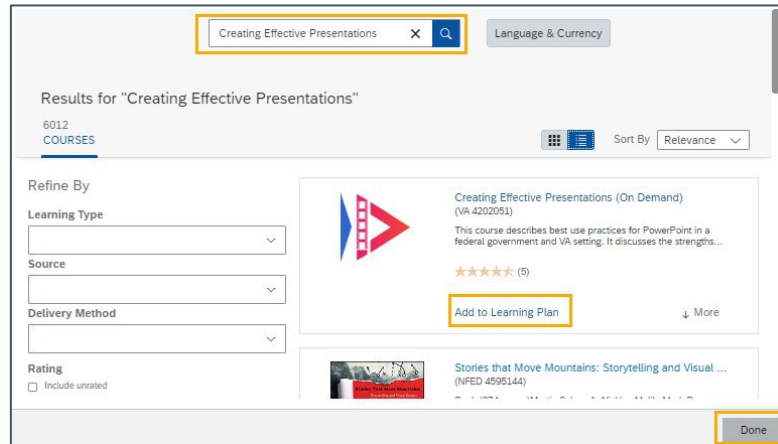 Creating Effective Presentations
Language & Currency
Results for "Creating Effective Presentations"
6012
COURSES
Sort By Relevance
Refine By
Learning Type
Source
Delivery Method
Rating
Include unrated
Creating Effective Presentations (On Demand)
(VA 4202051)
This course describes best use practices for PowerPoint in a
federal government and VA setting. It discusses the strengths...
(5)
Add to Learning Plan
↓ More
Stories that Move Mountains: Storytelling and Visual ...
(NFED 4595144)
Done